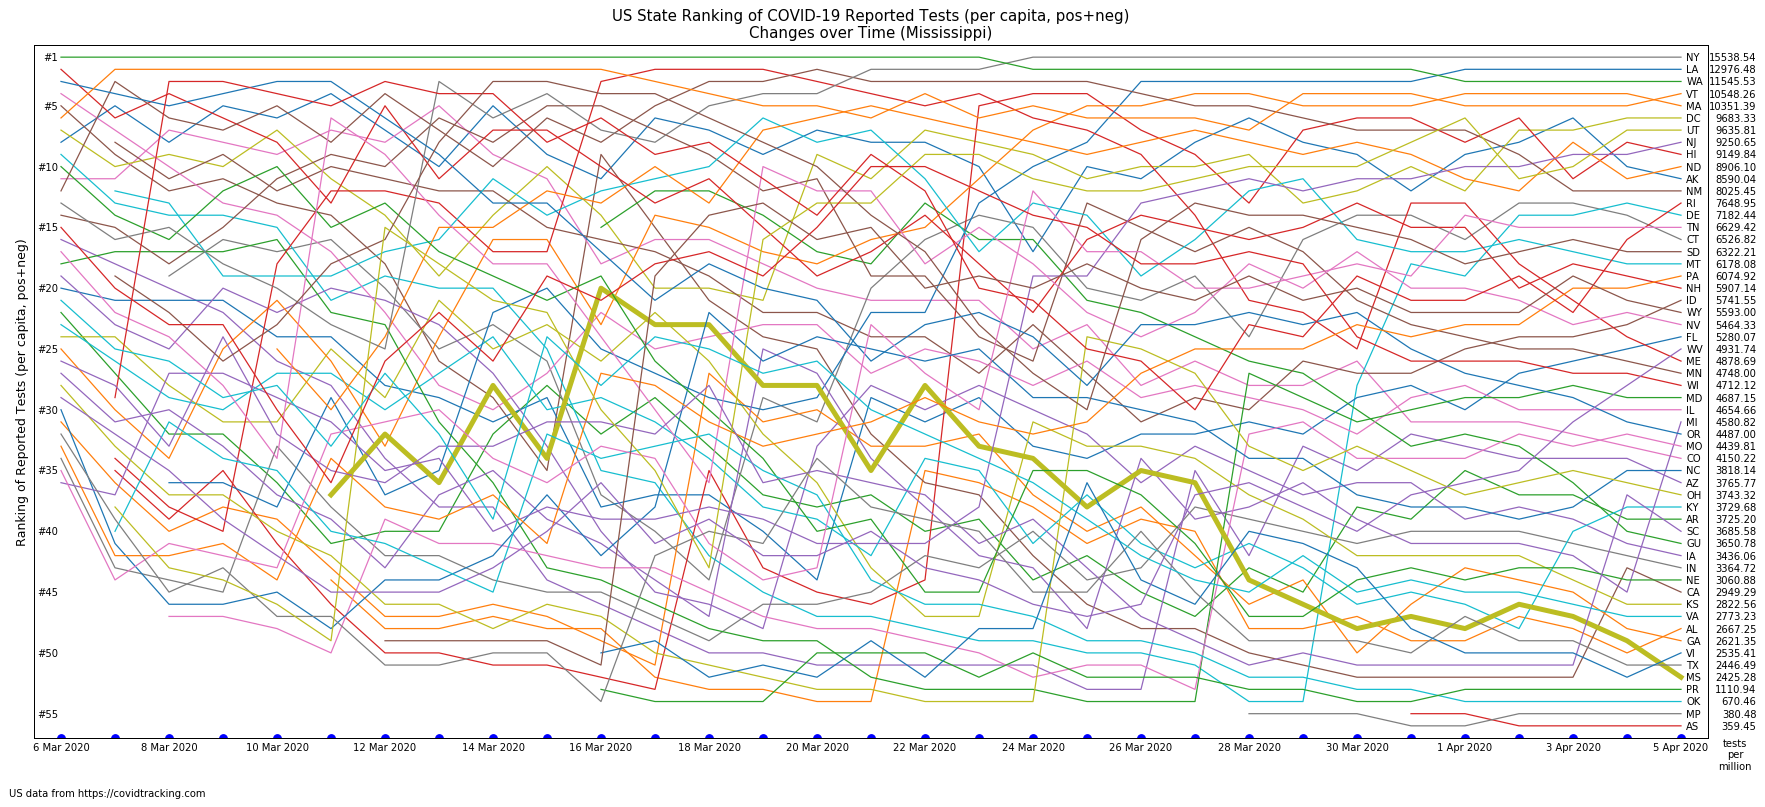 US State Ranking of COVID-19 Reported Tests (per capita, pos+neg)
Changes over Time (Mississippi)
Ranking of Reported Tests (per capita, pos+neg)
#1
#5
#10
#15
#20
#25
#30
#35
#40
#45
#50
#55
NY 15538.54
LA 12976.48
WA 11545.53
VT 10548.26
MA 10351.39
DC 9683.33
UT 9635.81
NJ 9250.65
HI 9149.84
ND 8906.10
AK 8590.04
NM 8025.45
RI 7648.95
DE 7182.44
TN 6629.42
CT 6526.82
SD 6322.21
MT 6178.08
PA 6074.92
NH 5907.14
ID 5741.55
WY 5593.00
NV 5464.33
FL 5280.07
WV 4931.74
ME 4878.69
MN 4748.00
WI 4712.12
MD 4687.15
IL 4654.66
MI 4580.82
OR 4487.00
MO 4439.81
CO 4150.22
NC 3818.14
AZ 3765.77
OH 3743.32
KY 3729.68
AR 3725.20
SC 3685.58
GU 3650.78
IA 3436.06
IN 3364.72
NE 3060.88
CA 2949.29
KS 2822.56
VA 2773.23
AL 2667.25
GA 2621.35
VI 2535.41
TX 2446.49
MS 2425.28
PR 1110.94
OK 670.46
MP 380.48
AS 359.45
6 Mar 2020 8 Mar 2020 10 Mar 2020 12 Mar 2020 14 Mar 2020 16 Mar 2020 18 Mar 2020 20 Mar 2020 22 Mar 2020 24 Mar 2020 26 Mar 2020 28 Mar 2020 30 Mar 2020 1 Apr 2020 3 Apr 2020 5 Apr 2020
tests
per
million
US data from https://covidtracking.com